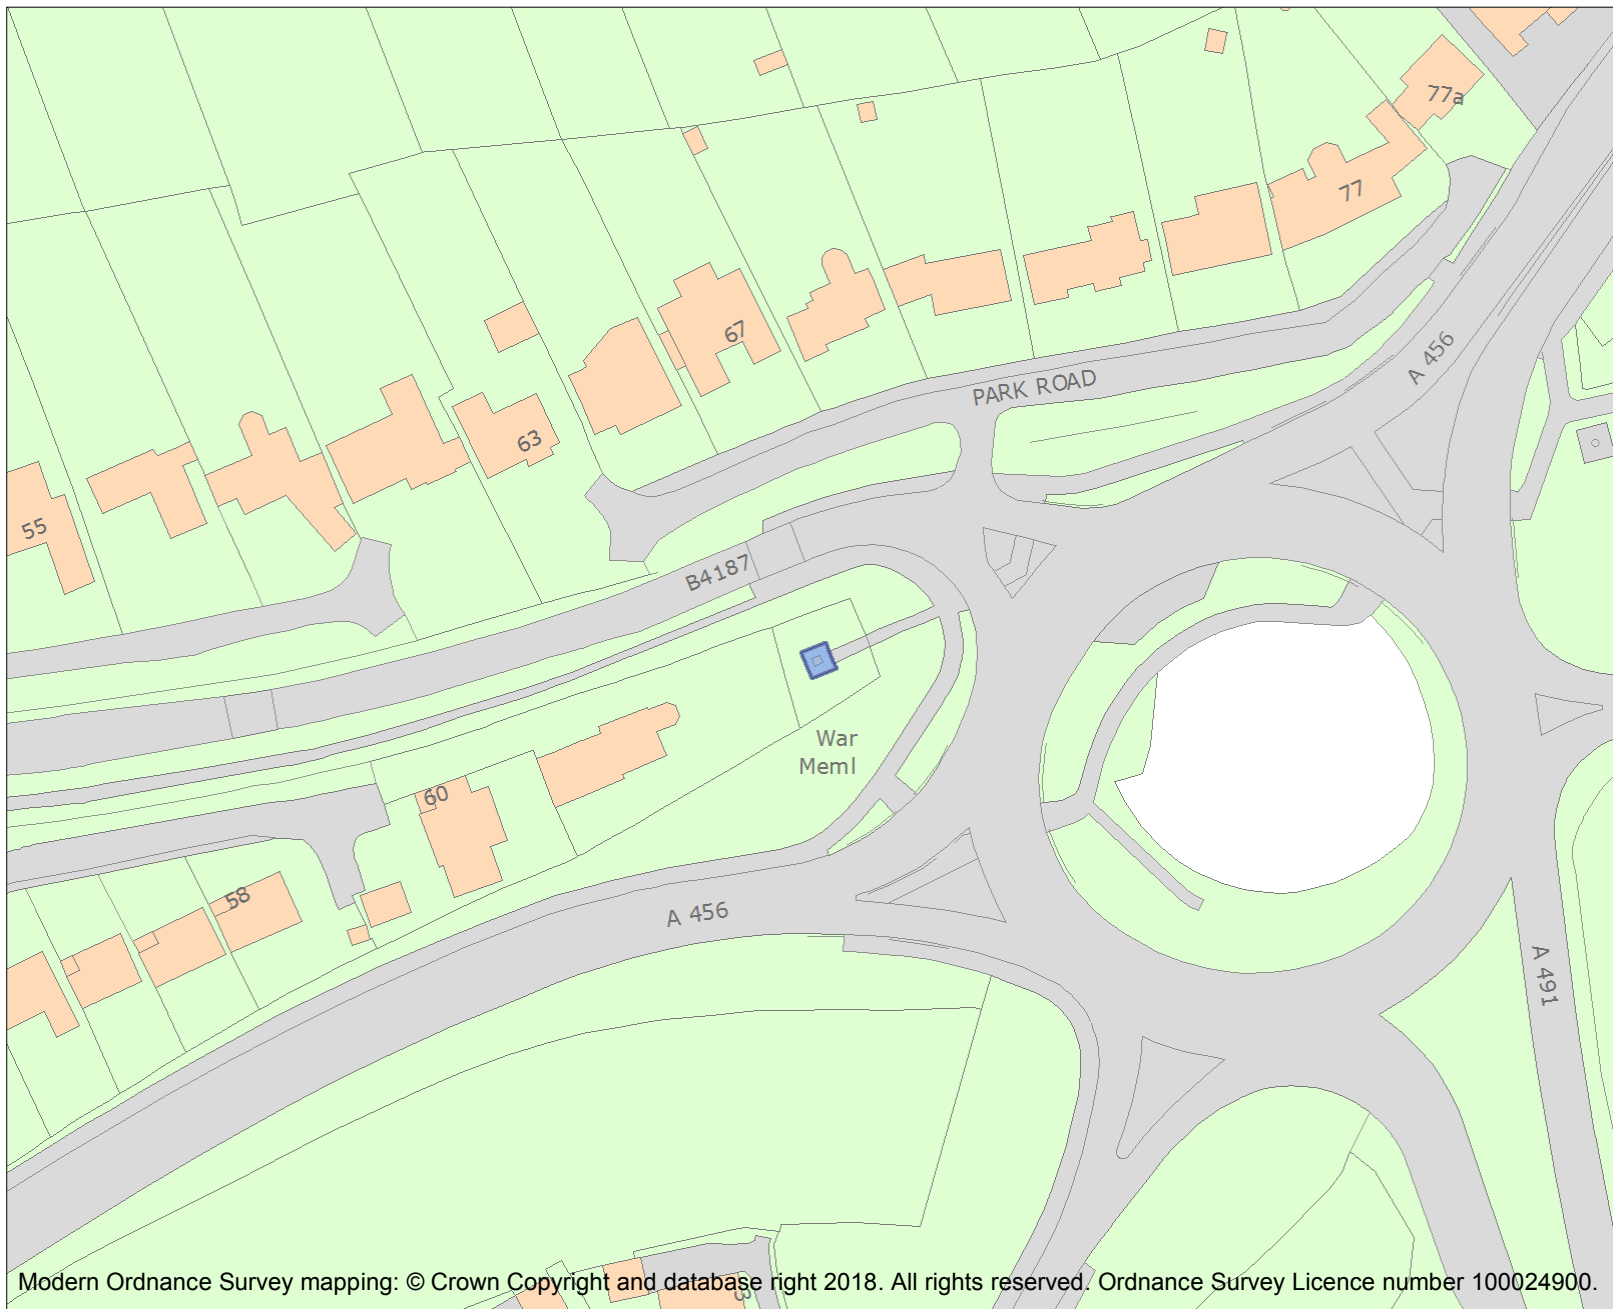 77a
77
67
PARK ROAD
A 456
63
55
B4187
War
Meml
60
58
A 456
A 491
3
Modern Ordnance Survey mapping: © Crown Copyright and database right 2018. All rights reserved. Ordnance Survey Licence number 100024900.